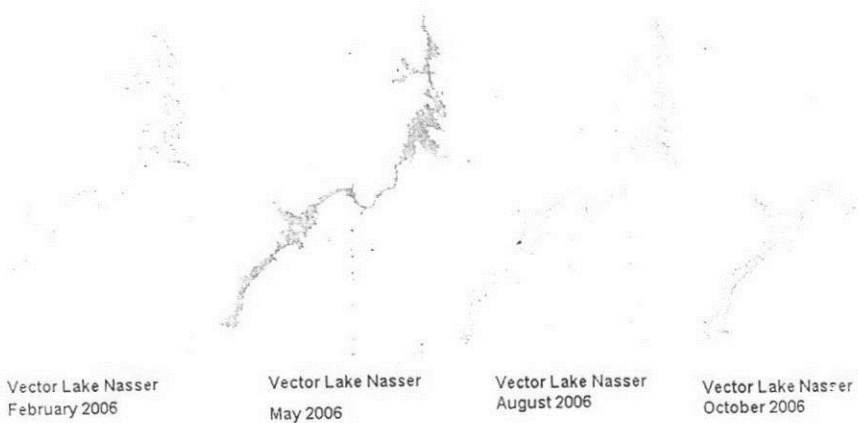 Vector Lake Nasser
February 2006
Vector Lake Nasser
May 2006
Vector Lake Nasser
August 2006
Vector Lake Nasser
October 2006